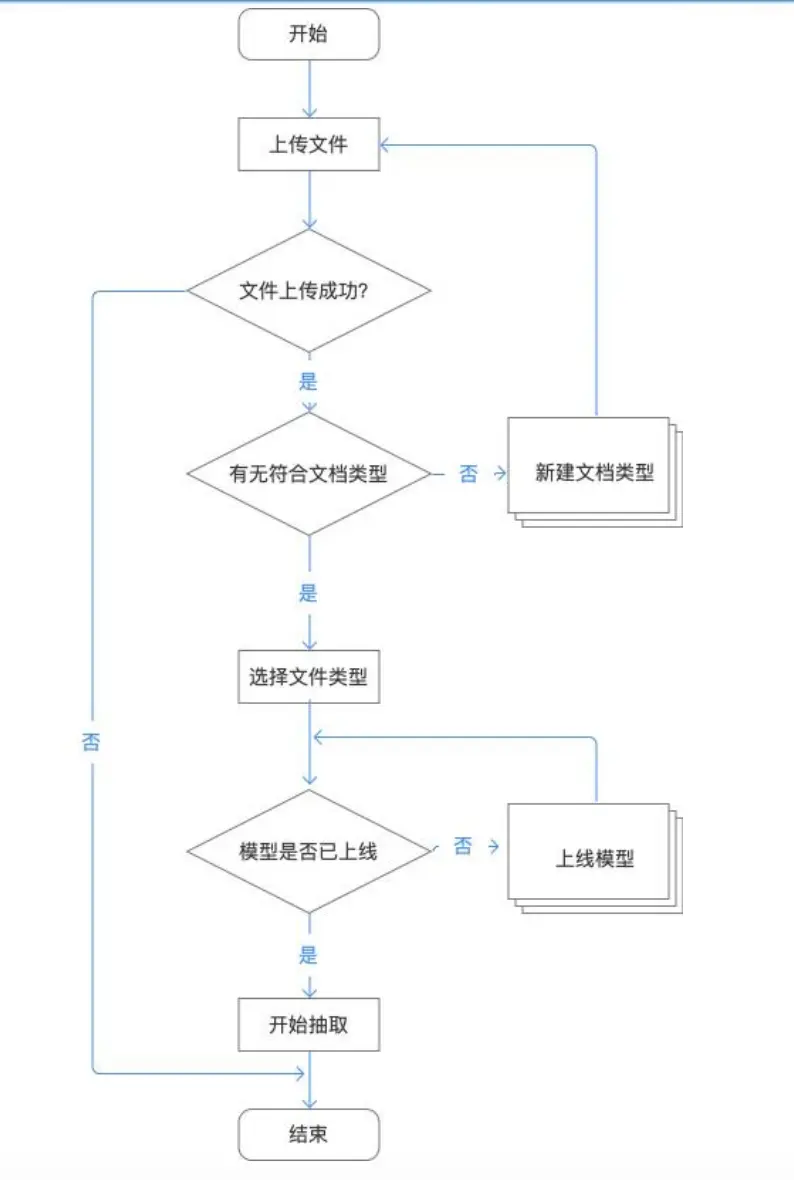 开始
上传文件
文件上传成功?
是
有无符合文档类型
否
新建文档类型
是
选择文件类型
否
模型是否已上线
否
上线模型
是
开始抽取
结束